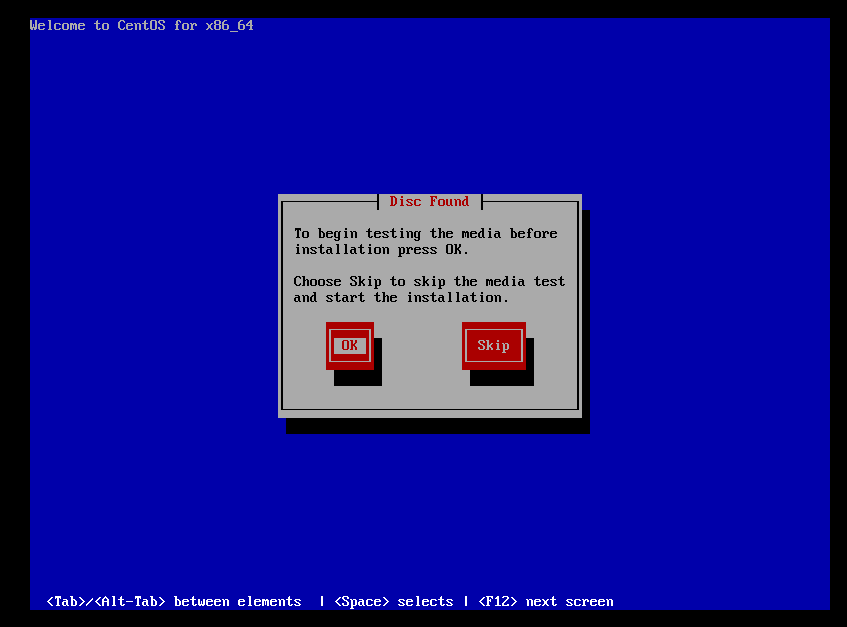 Welcome to CentOS for x86_64
Disc Found
To begin testing the media before
installation press OK.
Choose Skip to skip the media test
and start the installation.
OK Skip
<Tab>/<Alt-Tab> between elements | <Space> selects | <F12> next screen